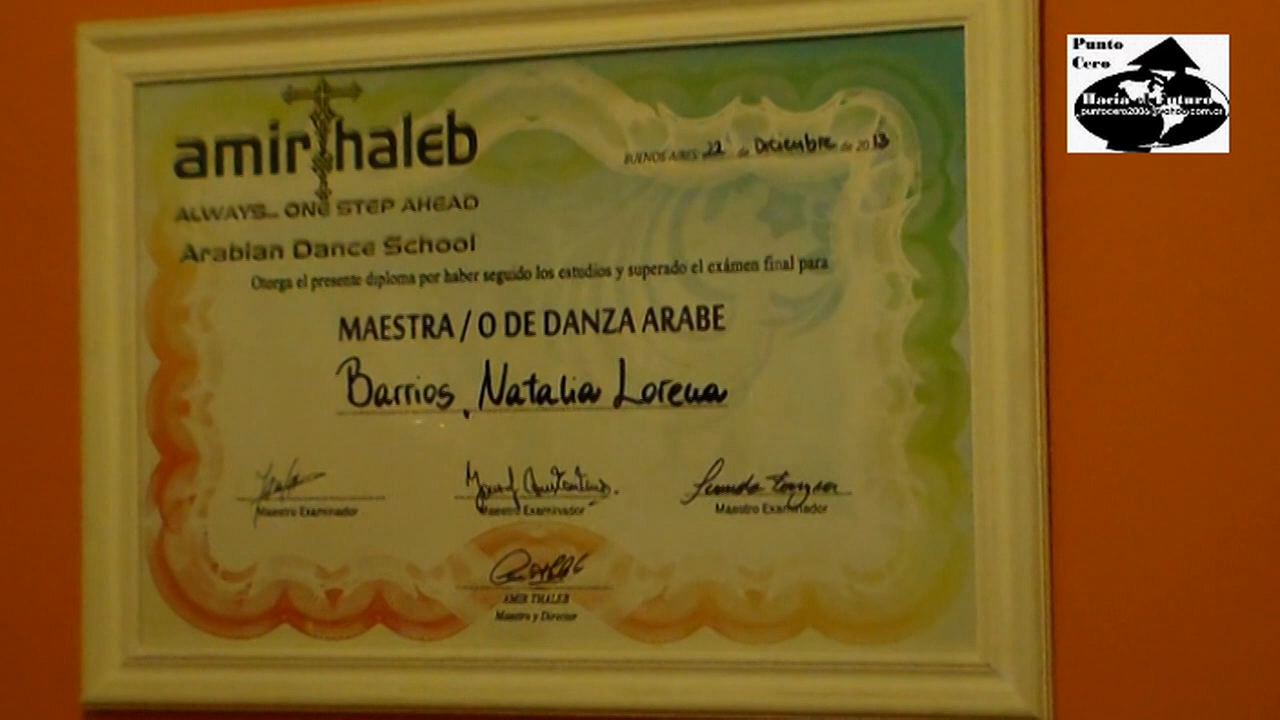 amirthaleb
ALWAYS... ONE STEP AHEAD
Arabian Dance School
BUENOS AIRES 22 de Diciembre de 2013
Otorga el presente diploma por haber seguido los estudios y superado el exámen final para
MAESTRA / O DE DANZA ARABE
Barrios, Natalia Lorena
Maestro Examinador
Maestro Examinador
Maestro Examinador
AMIR THALEB
Maestro y Director
Punto
Cero
Hacia el Futuro